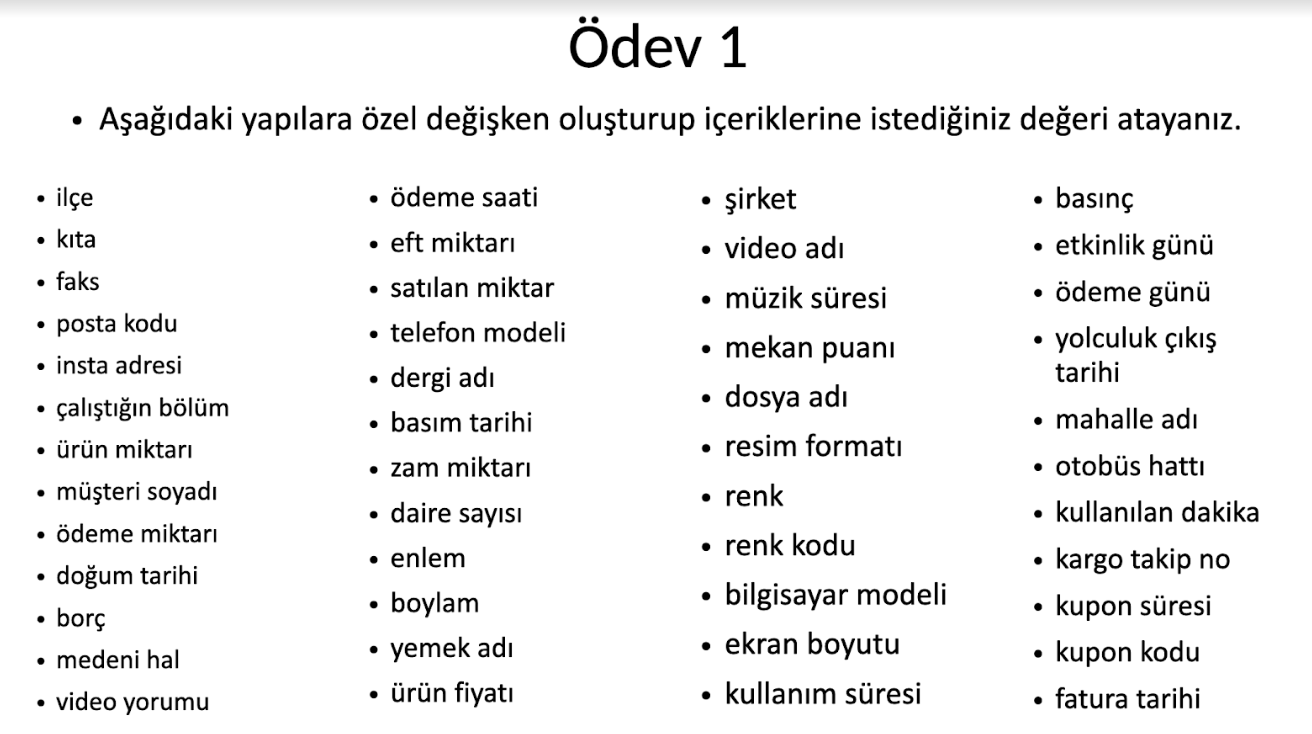 Ödev 1
• Aşağıdaki yapılara özel değişken oluşturup içeriklerine istediğiniz değeri atayanız.
• ilçe
• kıta
• faks
• posta kodu
• insta adresi
• çalıştığın bölüm
• ürün miktarı
• müşteri soyadı
• ödeme miktarı
• doğum tarihi
• borç
• medeni hal
• video yorumu
• ödeme saati
• eft miktarı
• satılan miktar
• telefon modeli
• dergi adı
• basım tarihi
• zam miktarı
• daire sayısı
• enlem
• boylam
• yemek adı
• ürün fiyatı
• şirket
• video adı
• müzik süresi
• mekan puanı
• dosya adı
• resim formatı
• renk
• renk kodu
• bilgisayar modeli
• ekran boyutu
• kullanım süresi
• basınç
• etkinlik günü
• ödeme günü
• yolculuk çıkış
tarihi
• mahalle adı
• otobüs hattı
• kullanılan dakika
• kargo takip no
• kupon süresi
• kupon kodu
• fatura tarihi